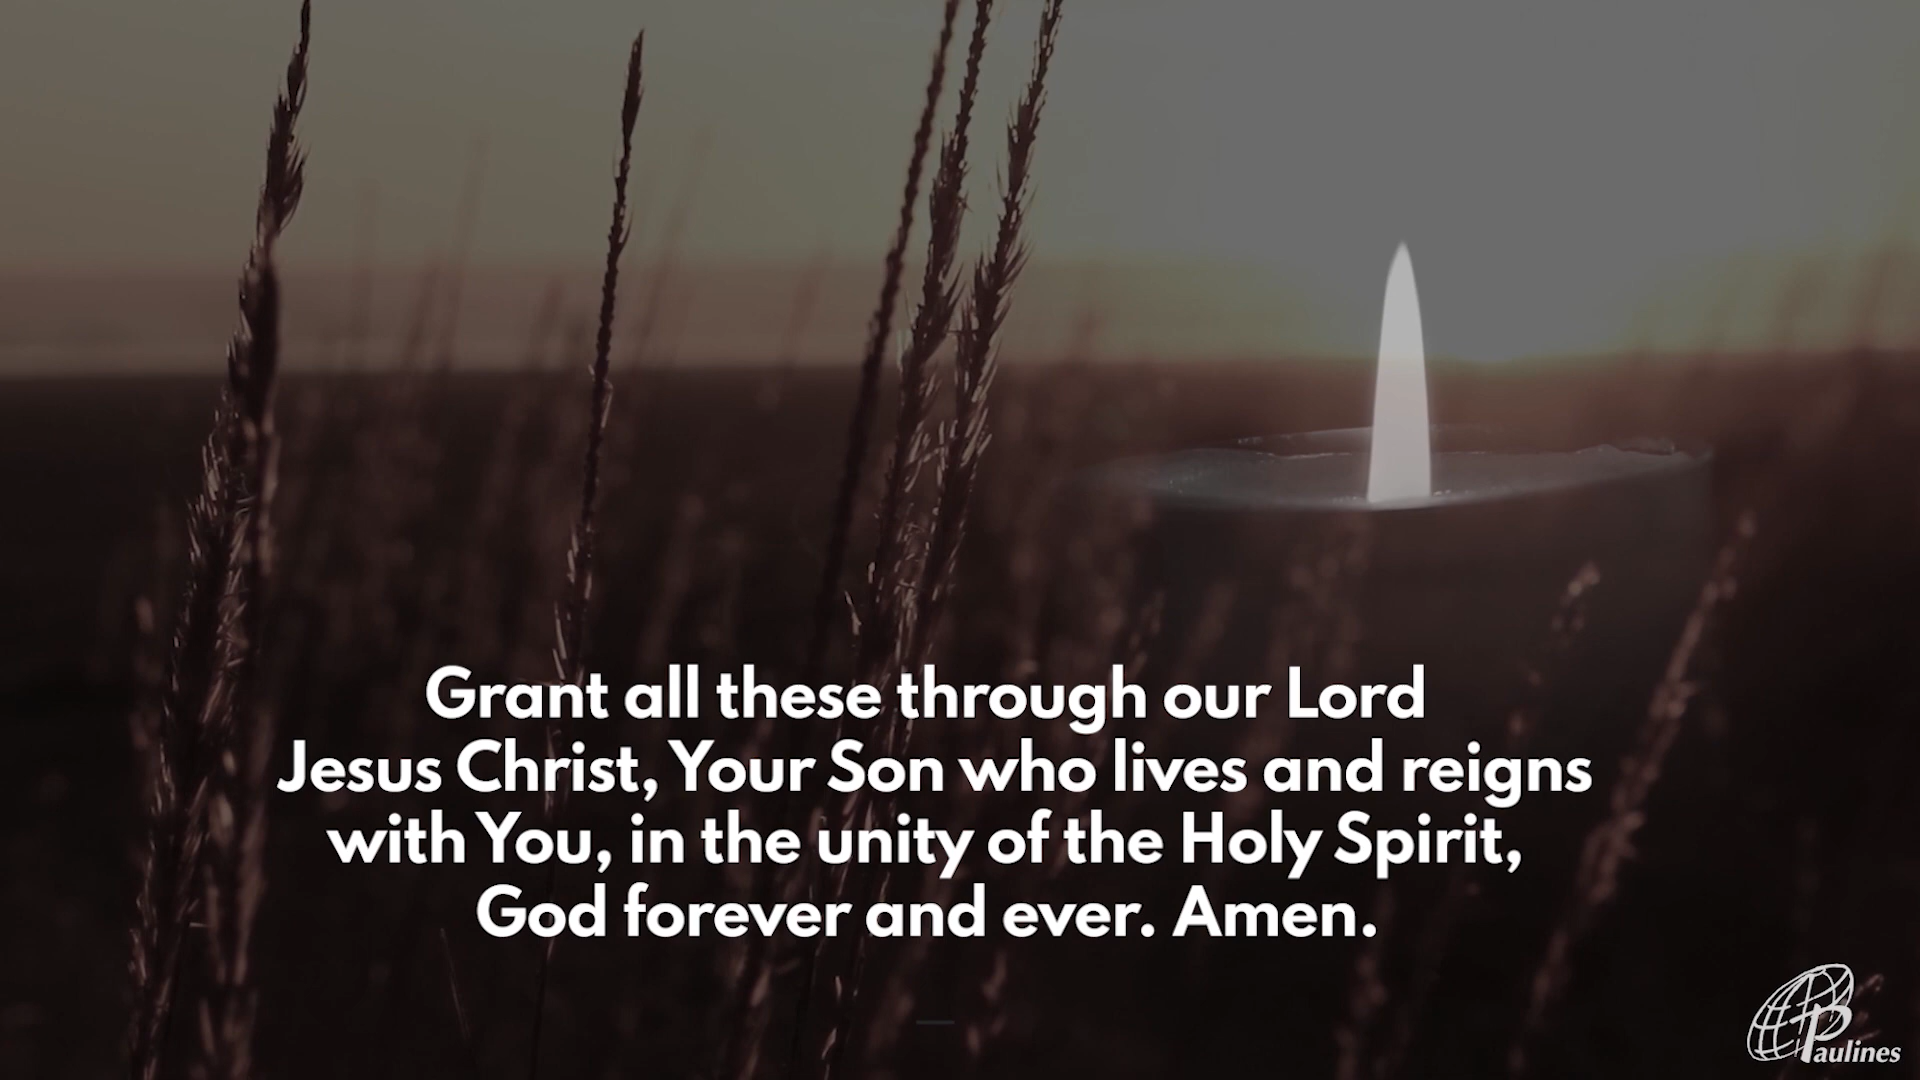 Grant all these through our Lord
Jesus Christ, Your Son who lives and reigns
with You, in the unity of the Holy Spirit,
God forever and ever. Amen.
Paulines